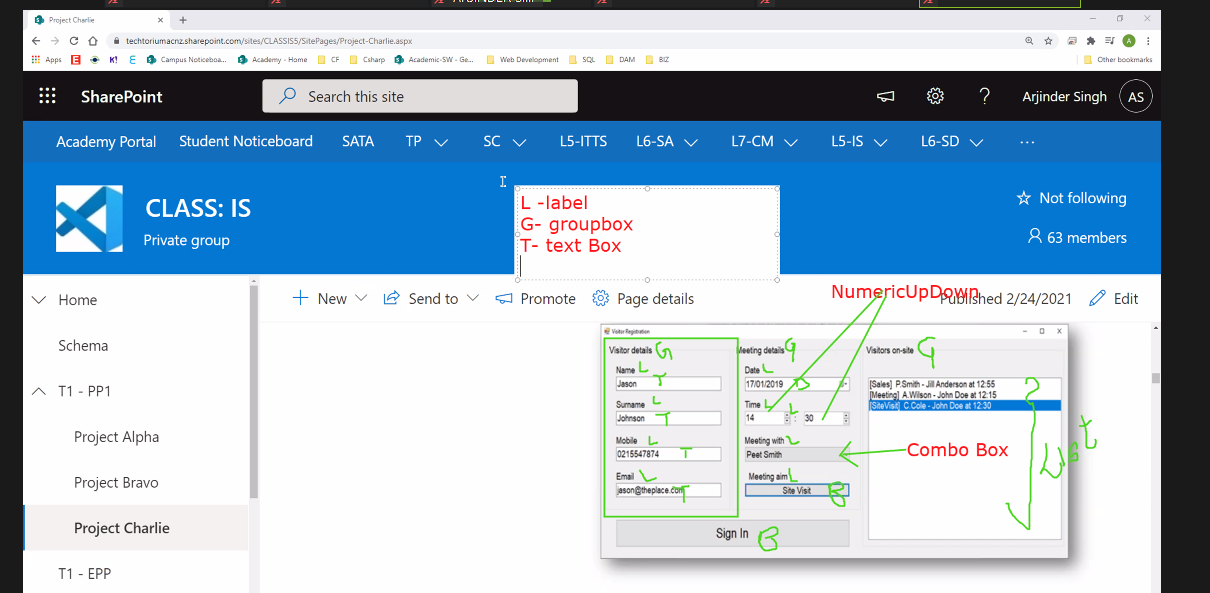 Project Charlie
techtoriumacnz.sharepoint.com/sites/CLASSIS5/SitePages/Project-Charlie.aspx
A
Apps
K!
Campus Noticeboa...
Academy - Home
CF
Csharp
Academic-SW - Ge...
Web Development
SQL
DAM
BIZ
Other bookmarks
SharePoint
Search this site
?
Arjinder Singh
AS
Academy Portal
Student Noticeboard
SATA
TP
SC
L5-ITTS
L6-SA
L7-CM
L5-IS
L6-SD
...
CLASS: IS
Private group
L -label
G- groupbox
T- text Box
Not following
63 members
Home
Schema
T1 - PP1
Project Alpha
Project Bravo
Project Charlie
T1 - EPP
New
Send to
Promote
Page details
NumericUpDown
Published 2/24/2021
Edit
Visitor Registration
Visitor details G
Name L
Jason T
Surname L
Johnson T
Mobile L
0215547874 T
Email L
jason@theplace.com T
Meeting details G
Date L
17/01/2019 D
Time L
14 : L 30
Meeting with L
Peet Smith
Combo Box
Meeting aim L
Site Visit B
Sign In B
Visitors on-site G
[Sales] P.Smith - Jill Anderson at 12:55
[Meeting] A.Wilson - John Doe at 12:15
[SiteVisit] C.Cole - John Doe at 12:30
List